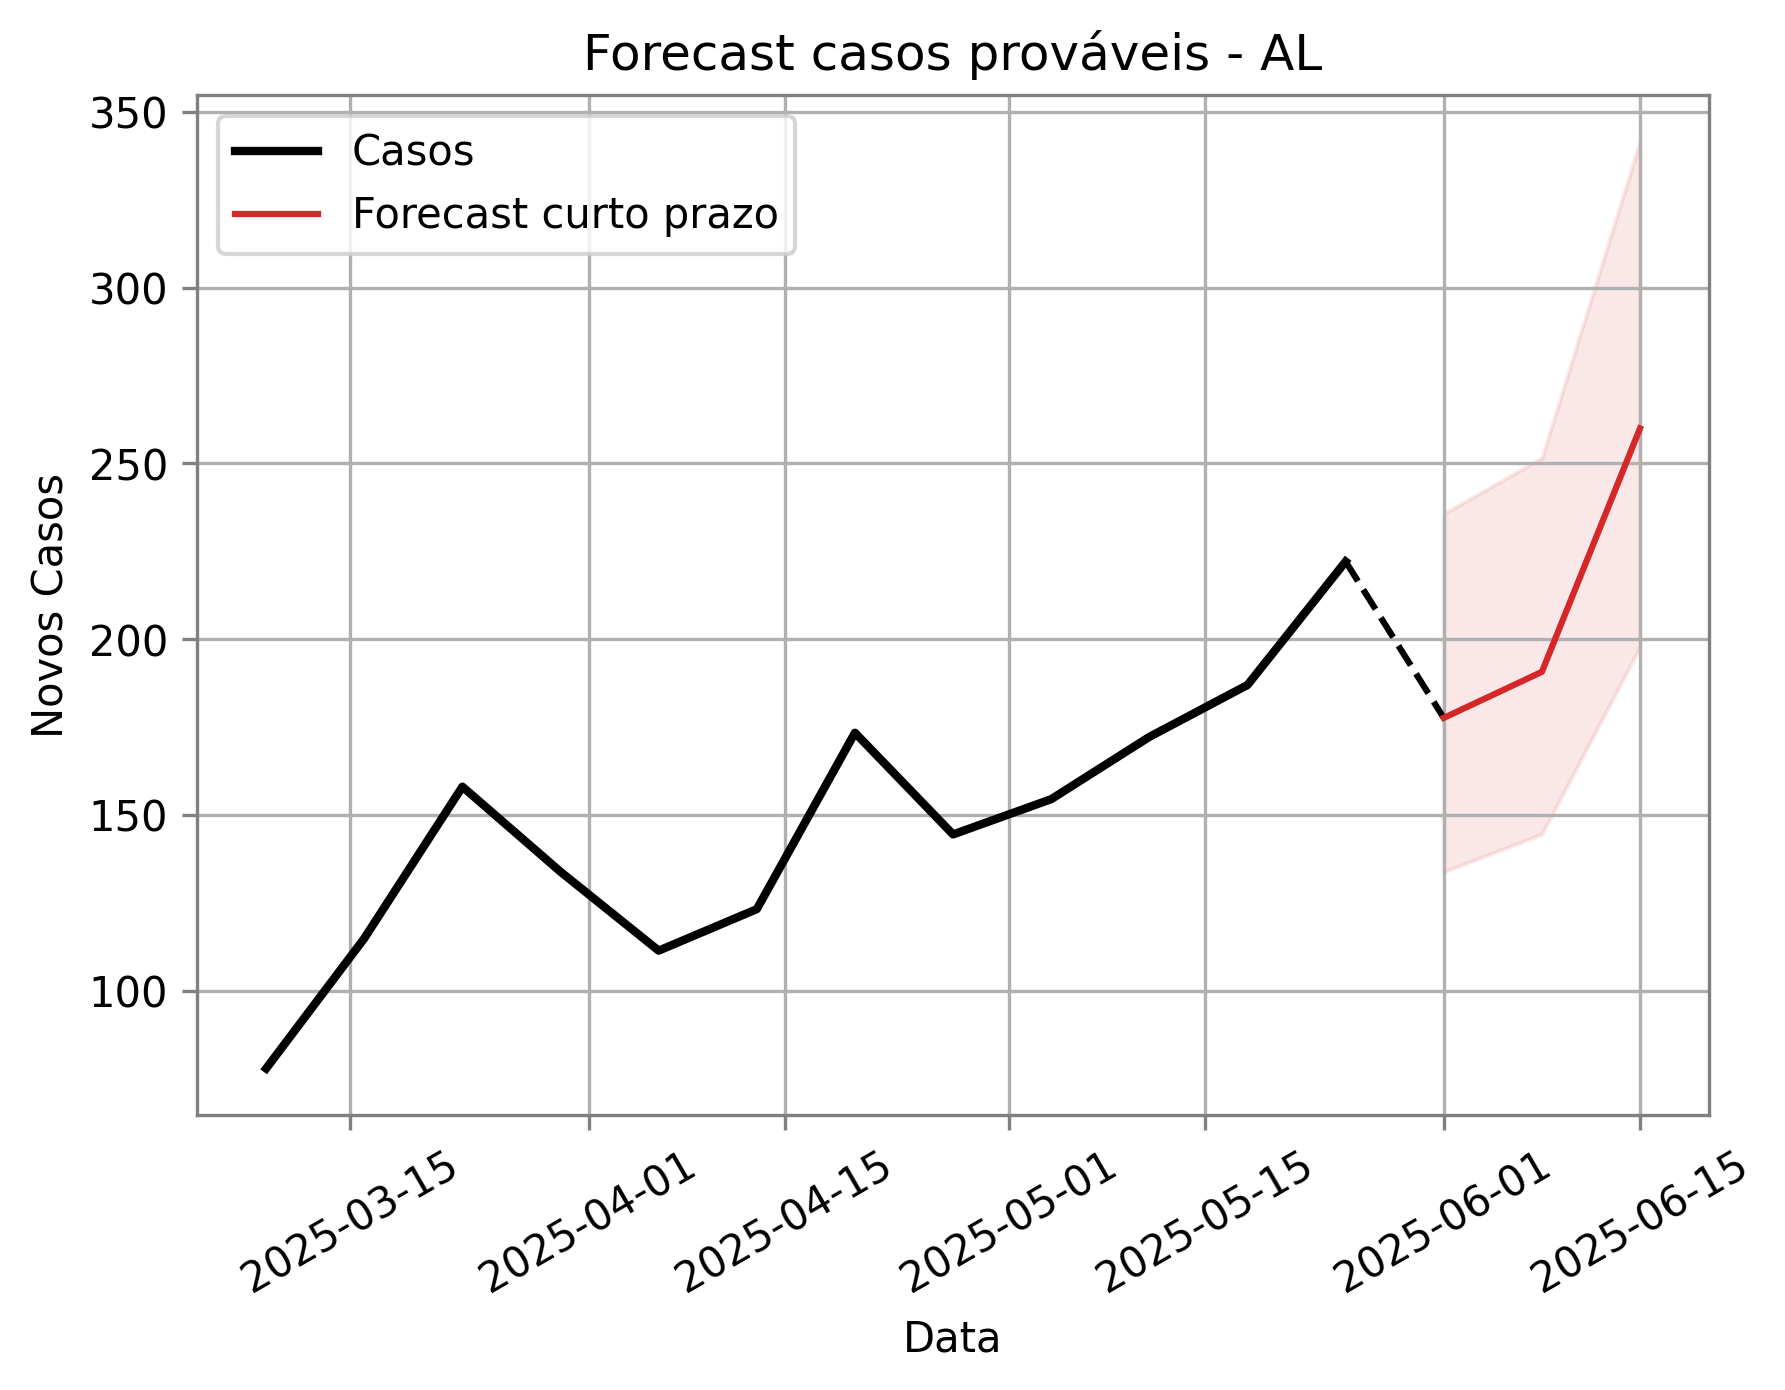 Forecast casos prováveis - AL
Casos
Forecast curto prazo
350
300
250
200
150
100
Novos Casos
2025-03-15
2025-04-01
2025-04-15
2025-05-01
2025-05-15
2025-06-01
2025-06-15
Data